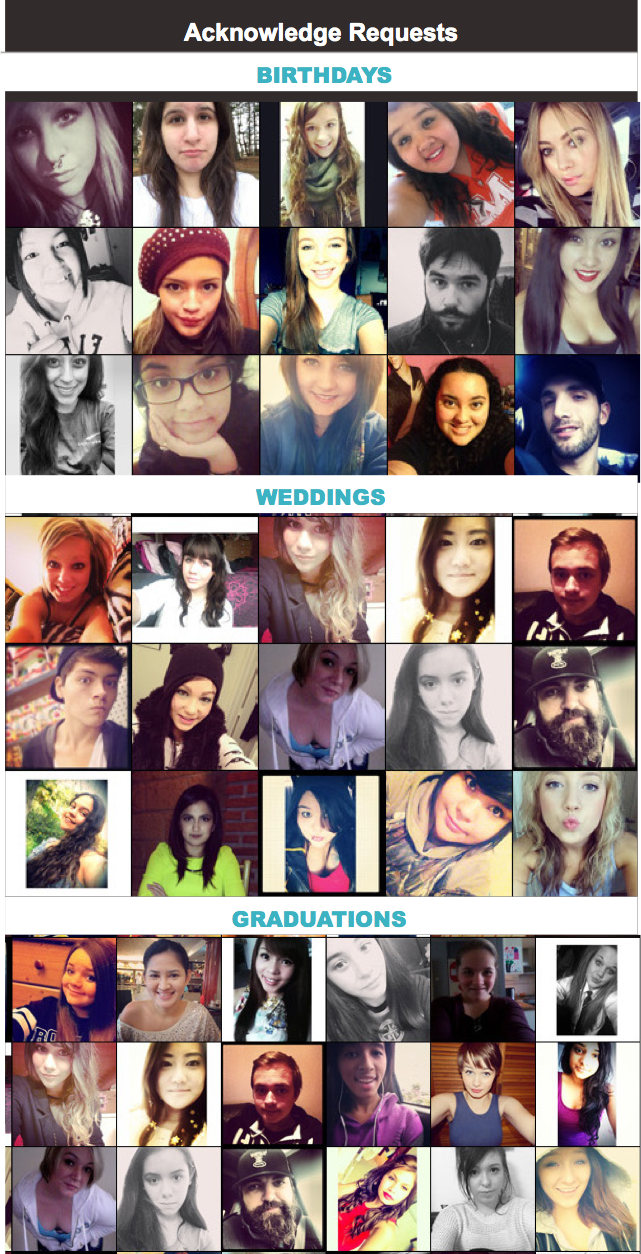 Acknowledge Requests
BIRTHDAYS
WEDDINGS
GRADUATIONS